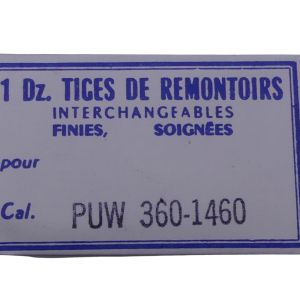 1 Dz. TIGES DE REMONTOIRS
INTERCHANGEABLES
FINIES, SOIGNÉES
pour
Cal. PUW 360-1460